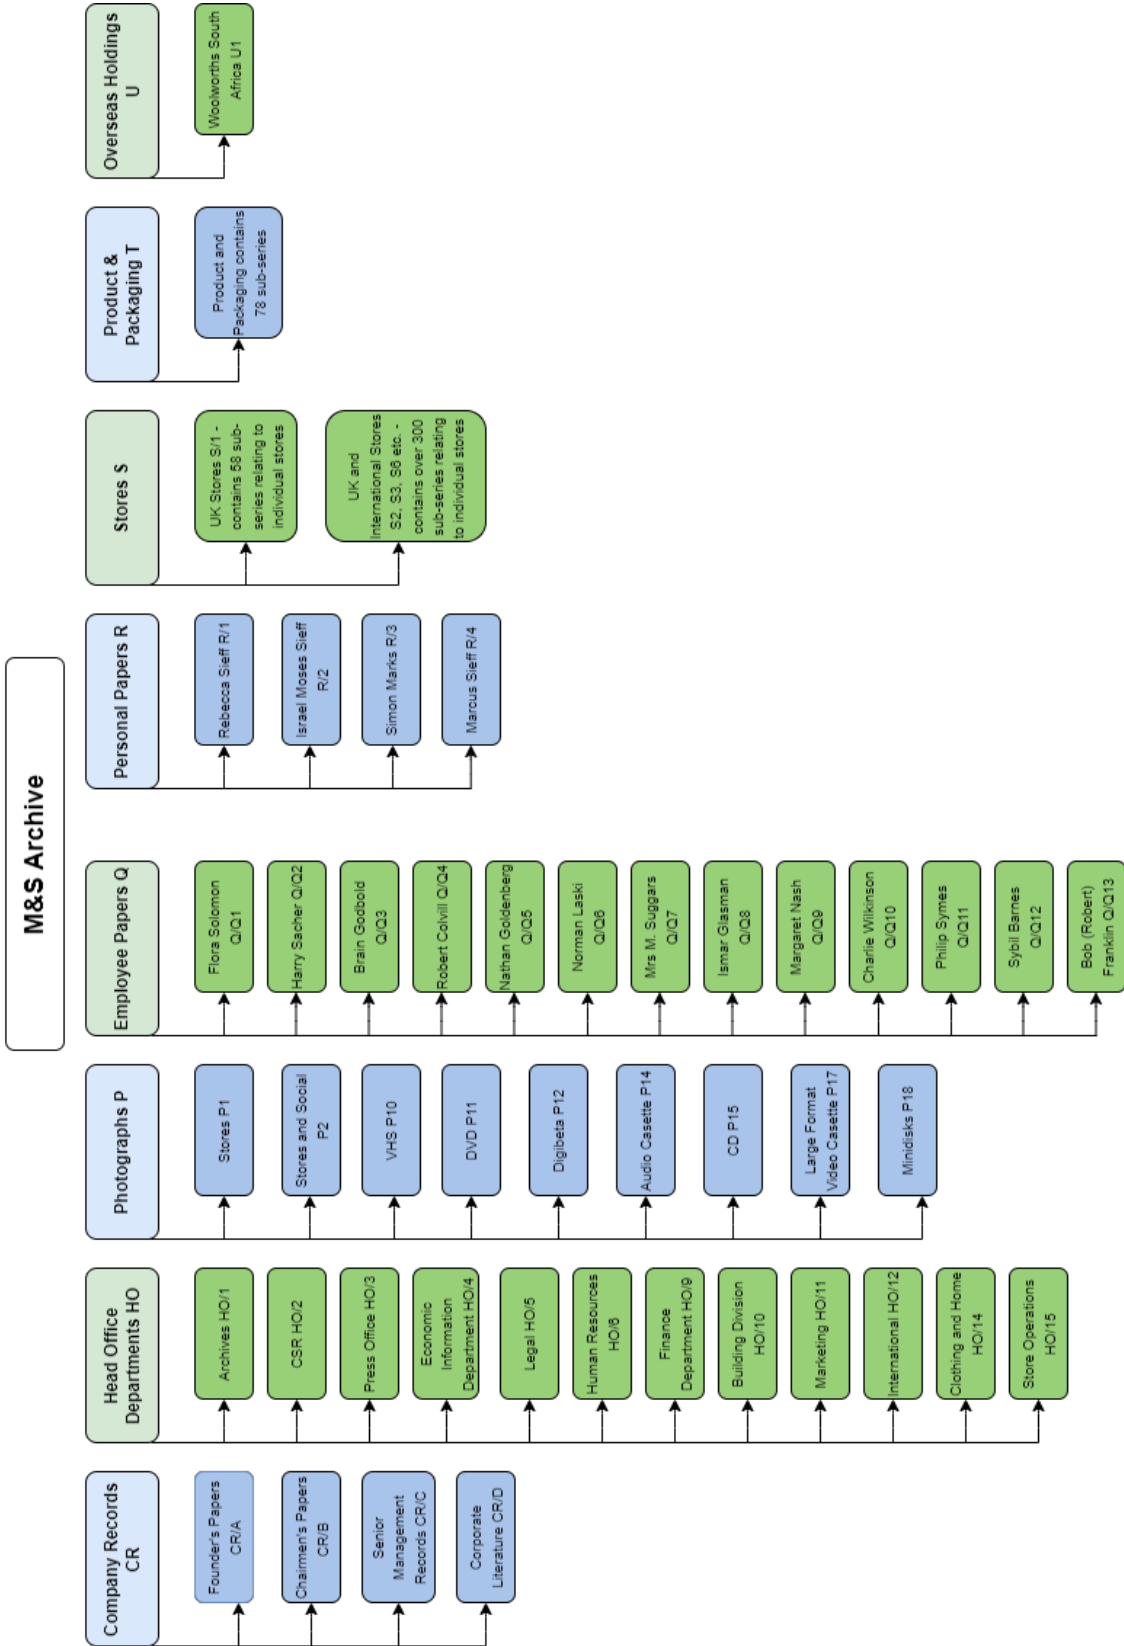 M&S Archive
Company Records
CR
Founder's Papers
CR/A
Chairmen's Papers
CR/B
Senior
Management
Records CR/C
Corporate
Literature CR/D
Head Office
Departments HO
Archives HO/1
CSR HO/2
Press Office HO/3
Economic
Information
Department HO/4
Legal HO/5
Human Resources
HO/6
Finance
Department HO/9
Building Division
HO/10
Marketing HO/11
International HO/12
Clothing and Home
HO/14
Store Operations
HO/15
Photographs P
Stores P1
Stores and Social
P2
VHS P10
DVD P11
Digibeta P12
Audio Casette P14
CD P15
Large Format
Video Casette P17
Minidisks P18
Employee Papers Q
Flora Solomon
Q/Q1
Harry Sacher Q/Q2
Brain Godbold
Q/Q3
Robert Colvill Q/Q4
Nathan Goldenberg
Q/Q5
Norman Laski
Q/Q6
Mrs M. Suggars
Q/Q7
Ismar Glasman
Q/Q8
Margaret Nash
Q/Q9
Charlie Wilkinson
Q/Q10
Philip Symes
Q/Q11
Sybil Barnes
Q/Q12
Bob (Robert)
Franklin Q/Q13
Personal Papers R
Rebecca Sieff R/1
Israel Moses Sieff
R/2
Simon Marks R/3
Marcus Sieff R/4
Stores S
UK Stores S/1 -
contains 58 sub-
series relating to
individual stores
UK and
International Stores
S2, S3, S6 etc. -
contains over 300
sub-series relating
to individual stores
Product &
Packaging T
Product and
Packaging contains
78 sub-series
Overseas Holdings
U
Woolworths South
Africa U1